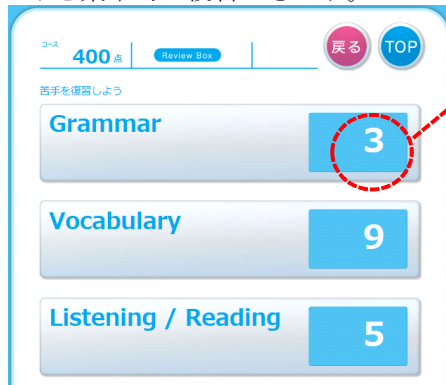 コース 400点 Review Box 戻る TOP
苦手を復習しよう
Grammar 3
Vocabulary 9
Listening / Reading 5